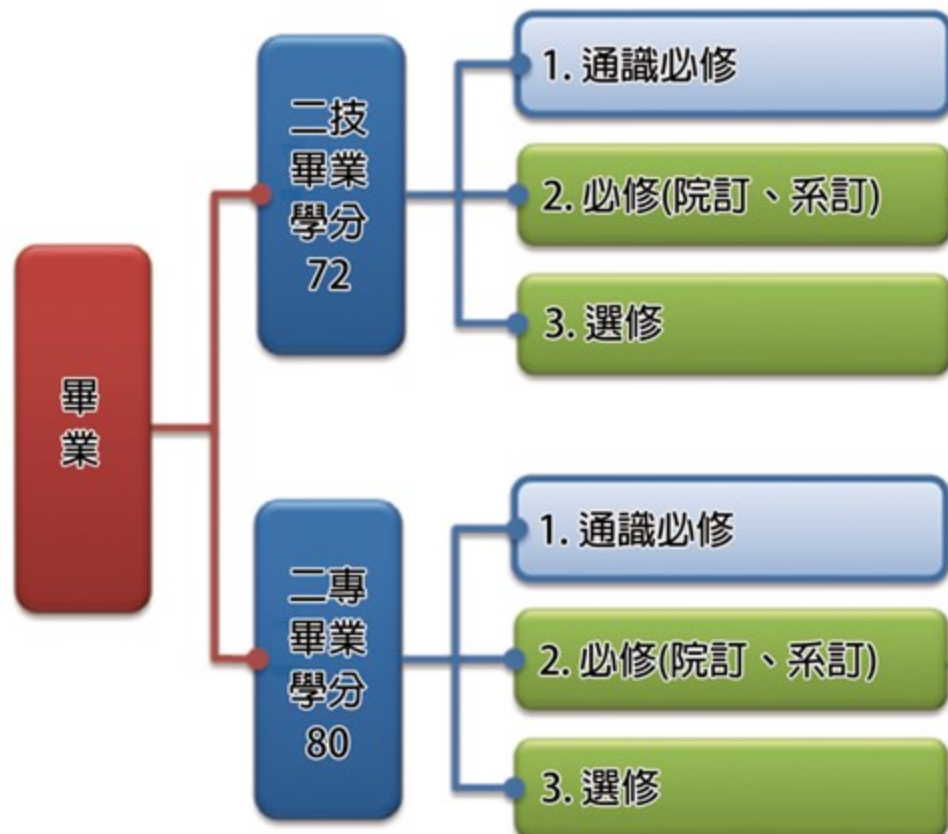 畢
業
二技
畢業
學分
72
1. 通識必修
2. 必修(院訂、系訂)
3. 選修
二專
畢業
學分
80
1. 通識必修
2. 必修(院訂、系訂)
3. 選修